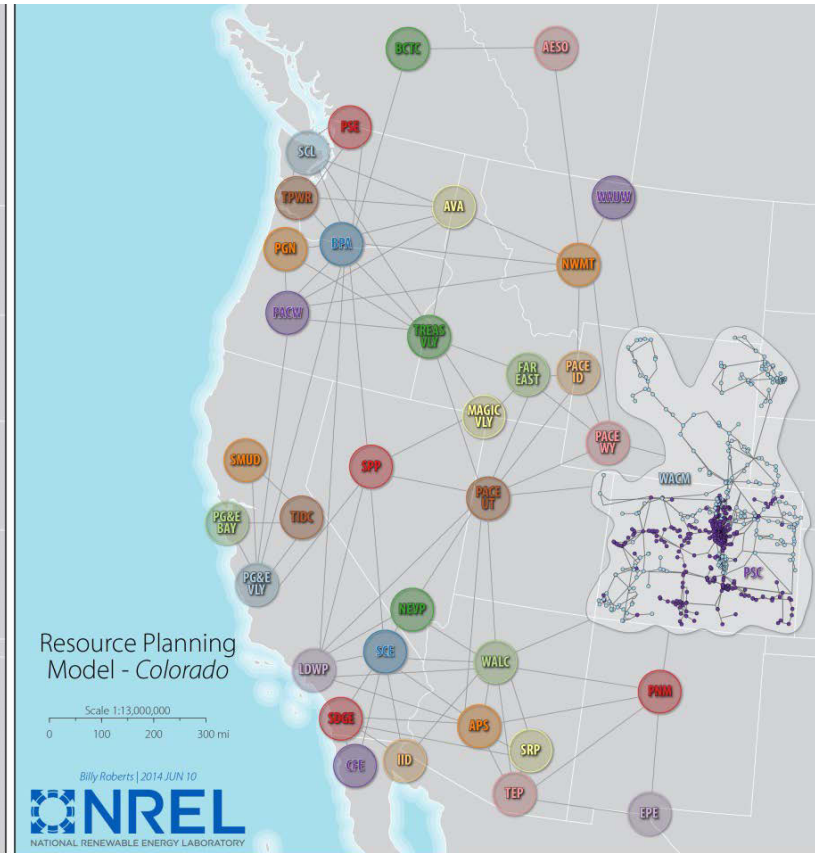 BCTC
AESO
PSE
SCL
TPWR
AVA
WAUW
PGN
BPA
NWMT
PACW
TREAS
VLY
FAR
EAST
PACE
ID
MAGIC
VLY
PACE
WY
SMUD
SPP
WACM
PACE
UT
PG&E
BAY
TIDC
PSC
PG&E
VLY
NEVP
Resource Planning
Model - Colorado
SCE
WALC
LDWP
PNM
Scale 1:13,000,000
0 100 200 300 mi
SDGE
APS
SRP
CFE
IID
TEP
EPE
Billy Roberts | 2014 JUN 10
NREL
NATIONAL RENEWABLE ENERGY LABORATORY